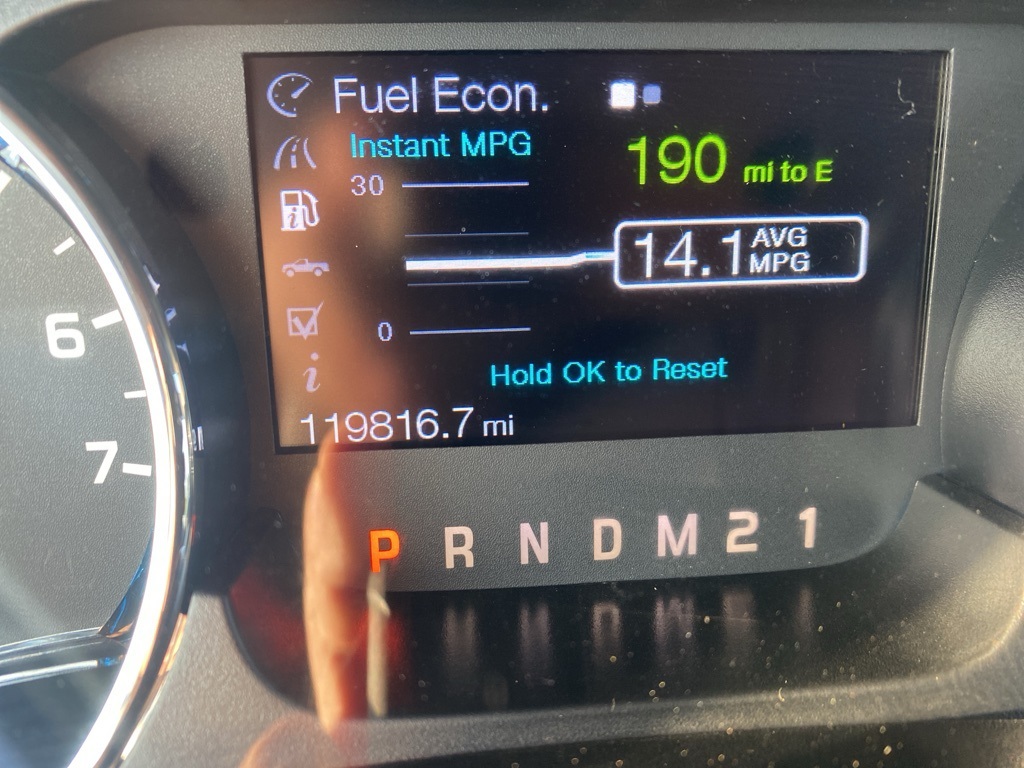 Fuel Econ.
Instant MPG
190 mi to E
30
14.1 AVG MPG
0
Hold OK to Reset
119816.7 mi
6
7
P R N D M 2 1